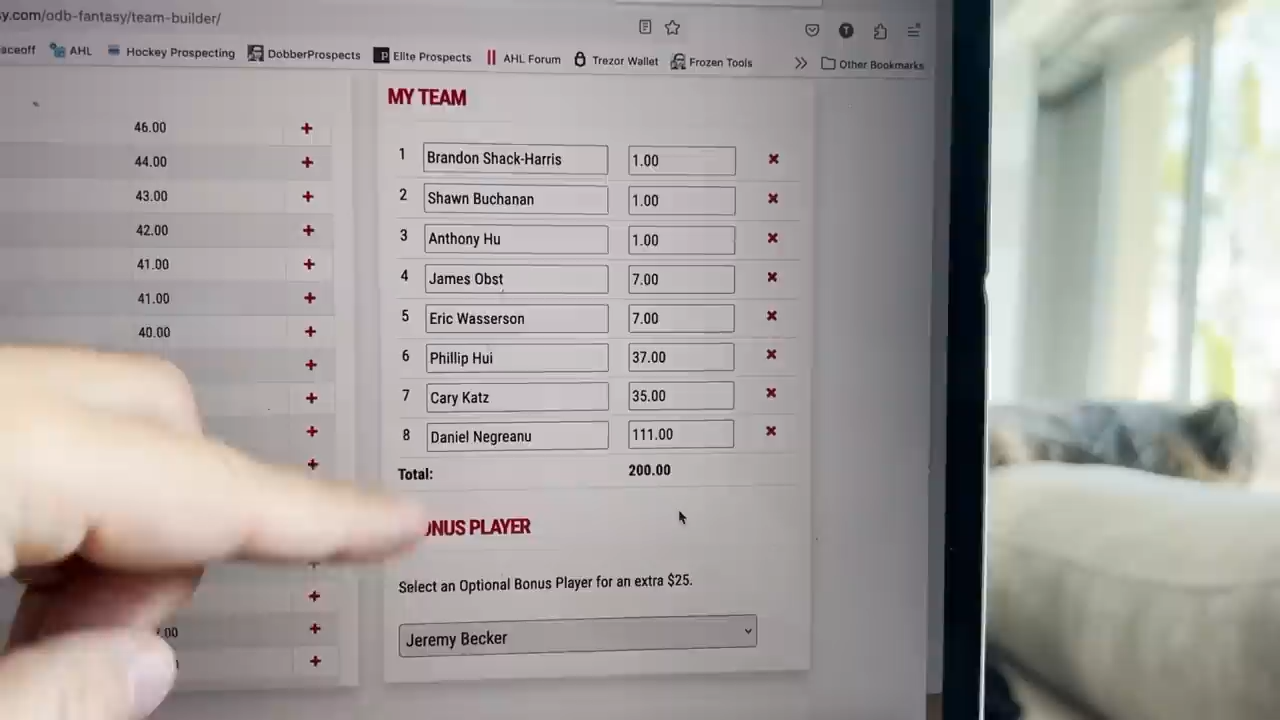 y.com/odb-fantasy/team-builder/
aceoff AHL Hockey Prospecting DobberProspects Elite Prospects AHL Forum Trezor Wallet Frozen Tools Other Bookmarks
MY TEAM
46.00 +
44.00 +
43.00 +
42.00 +
41.00 +
41.00 +
40.00 +
1 Brandon Shack-Harris 1.00
2 Shawn Buchanan 1.00
3 Anthony Hu 1.00
4 James Obst 7.00
5 Eric Wasserson 7.00
6 Phillip Hui 37.00
7 Cary Katz 35.00
8 Daniel Negreanu 111.00
Total: 200.00
ONUS PLAYER
Select an Optional Bonus Player for an extra $25.
Jeremy Becker
.00